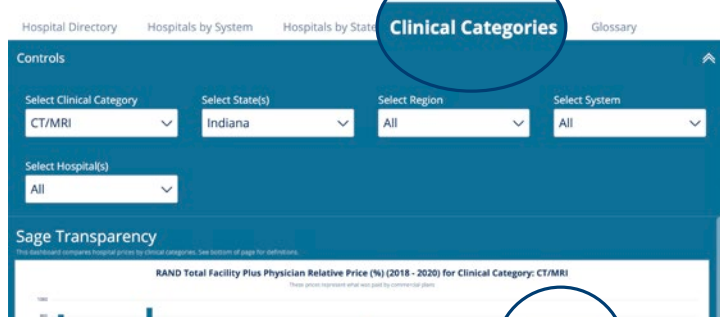 Hospital Directory Hospitals by System Hospitals by State Clinical Categories Glossary
Controls
Select Clinical Category Select State(s) Select Region Select System
CT/MRI Indiana All All
Select Hospital(s)
All
Sage Transparency
This dashboard compares hospital prices by clinical categories. See bottom of page for definitions.
RAND Total Facility Plus Physician Relative Price (%) (2018 - 2020) for Clinical Category: CT/MRI
These prices represent what was paid by commercial plans